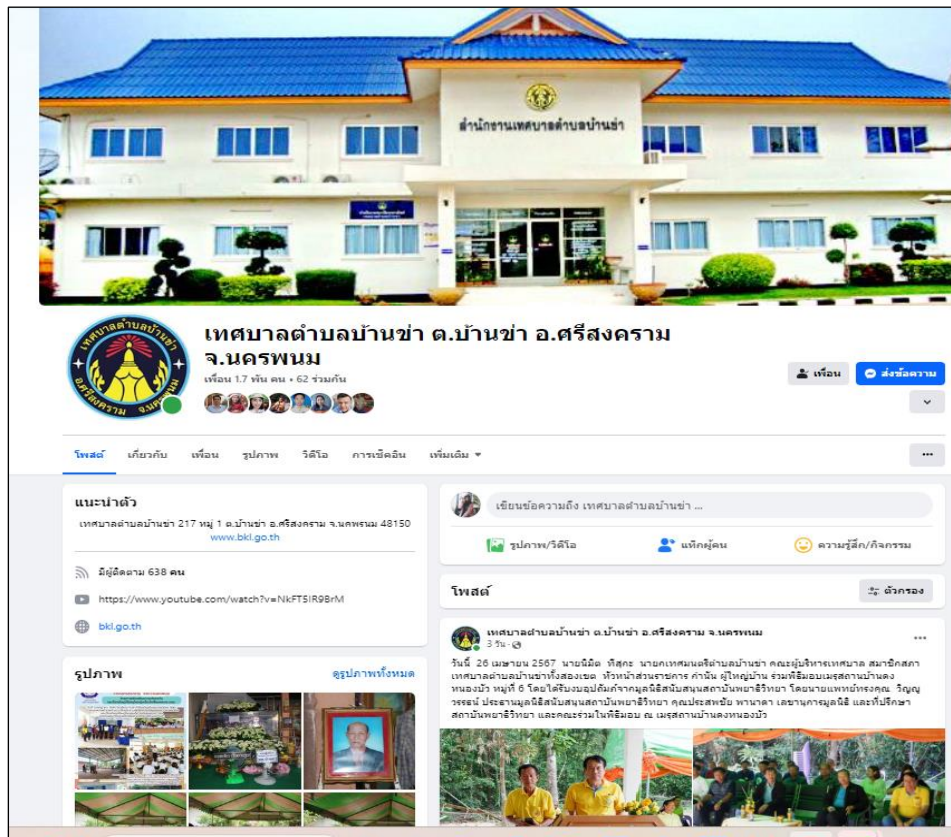 สำนักงานเทศบาลตำบลบ้านข่า
เทศบาลตำบลบ้านข่า
อ.ศรีสงคราม จ.นครพนม
เทศบาลตำบลบ้านข่า ต.บ้านข่า อ.ศรีสงคราม
จ.นครพนม
เพื่อน 1.7 พัน คน • 62 ร่วมกัน
เพื่อน
ส่งข้อความ
โพสต์ เกี่ยวกับ เพื่อน รูปภาพ วิดีโอ การเช็คอิน เพิ่มเติม
แนะนำตัว
เทศบาลตำบลบ้านข่า 217 หมู่ 1 ต.บ้านข่า อ.ศรีสงคราม จ.นครพนม 48150
www.bkl.go.th
มีผู้ติดตาม 638 คน
https://www.youtube.com/watch?v=NkFT5IR9BrM
bkl.go.th
รูปภาพ
ดูรูปภาพทั้งหมด
เขียนข้อความถึง เทศบาลตำบลบ้านข่า ...
รูปภาพ/วิดีโอ
แท็กผู้คน
ความรู้สึก/กิจกรรม
โพสต์
ตัวกรอง
เทศบาลตำบลบ้านข่า ต.บ้านข่า อ.ศรีสงคราม จ.นครพนม
3 วัน
วันนี้ 26 เมษายน 2567 นายนิมิต ทีสุกะ นายกเทศมนตรีตำบลบ้านข่า คณะผู้บริหารเทศบาล สมาชิกสภา
เทศบาลตำบลบ้านข่าทั้งสองเขต หัวหน้าส่วนราชการ กำนัน ผู้ใหญ่บ้าน ร่วมพิธีมอบเมรุสถานบ้านดง
หนองบัว หมู่ที่ 6 โดยได้รับงบอุปถัมภ์จากมูลนิธิสนับสนุนสถาบันพยาธิวิทยา โดยนายแพทย์ทรงคุณ วิญญู
วรรธน์ ประธานมูลนิธิสนับสนุนสถาบันพยาธิวิทยา คุณประสพชัย พานาดา เลขานุการมูลนิธิ และที่ปรึกษา
สถาบันพยาธิวิทยา และคณะร่วมในพิธีมอบ ณ เมรุสถานบ้านดงหนองบัว